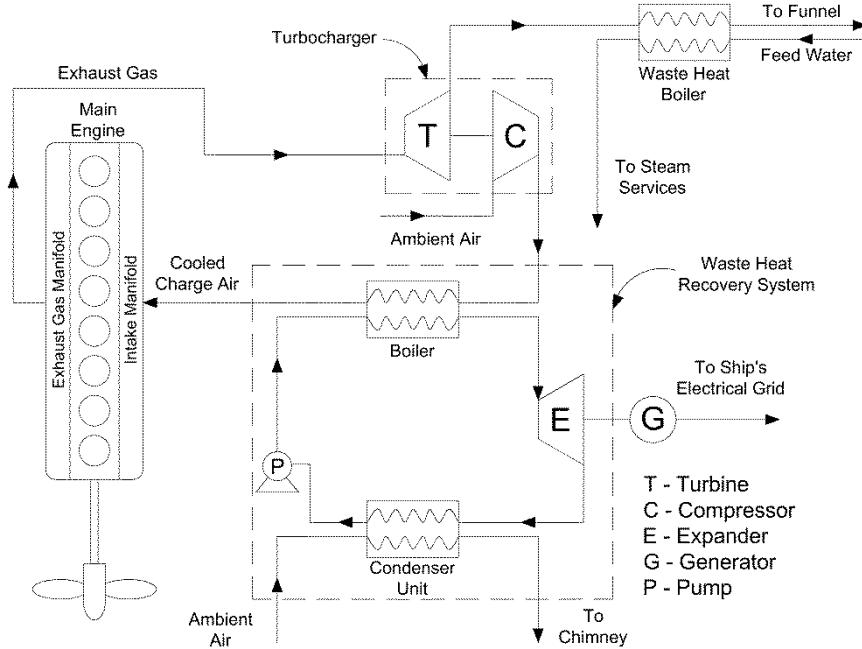 To Funnel
Turbocharger
Feed Water
Exhaust Gas
Waste Heat
Boiler
Main
Engine
T
C
To Steam
Services
Ambient Air
Exhaust Gas Manifold
Intake Manifold
Cooled
Charge Air
Waste Heat
Recovery System
Boiler
To Ship's
Electrical Grid
E
G
P
T - Turbine
C - Compressor
E - Expander
G - Generator
P - Pump
Condenser
Unit
Ambient
Air
To
Chimney